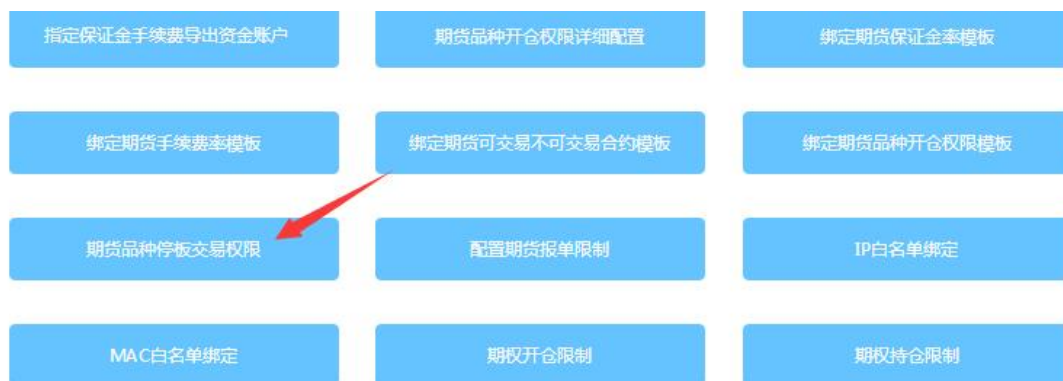 指定保证金手续费导出资金账户
期货品种开仓权限详细配置
绑定期货保证金率模板
绑定期货手续费率模板
绑定期货可交易不可交易合约模板
绑定期货品种开仓权限模板
期货品种停板交易权限
配置期货报单限制
IP白名单绑定
MAC白名单绑定
期权开仓限制
期权持仓限制